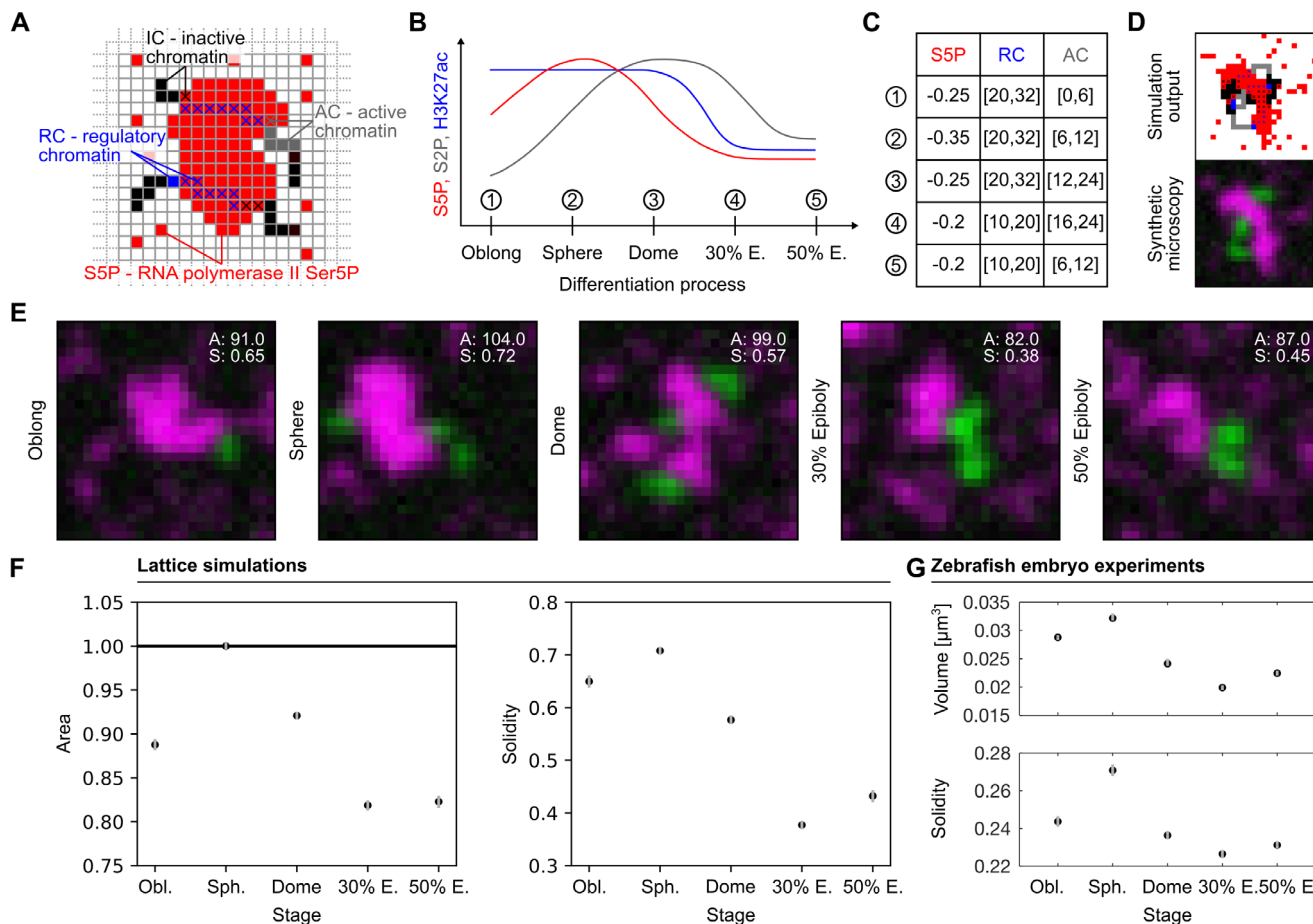 A
IC - inactive
chromatin
AC - active
chromatin
RC - regulatory
chromatin
S5P - RNA polymerase II Ser5P
B
S5P, S2P, H3K27ac
1 2 3 4 5
Oblong Sphere Dome 30% E. 50% E.
Differentiation process
C
S5P RC AC
1 -0.25 [20,32] [0,6]
2 -0.35 [20,32] [6,12]
3 -0.25 [20,32] [12,24]
4 -0.2 [10,20] [16,24]
5 -0.2 [10,20] [6,12]
D
Simulation
output
Synthetic
microscopy
E
Oblong
A: 91.0
S: 0.65
Sphere
A: 104.0
S: 0.72
Dome
A: 99.0
S: 0.57
30% Epiboly
A: 82.0
S: 0.38
50% Epiboly
A: 87.0
S: 0.45
F
Lattice simulations
Area
1.05
1.00
0.95
0.90
0.85
0.80
0.75
Obl. Sph. Dome 30% E. 50% E.
Stage
Solidity
0.8
0.7
0.6
0.5
0.4
0.3
Obl. Sph. Dome 30% E. 50% E.
Stage
G
Zebrafish embryo experiments
Volume [µm³]
0.035
0.03
0.025
0.02
0.015
Solidity
0.28
0.26
0.24
0.22
Obl. Sph. Dome 30% E. 50% E
Stage